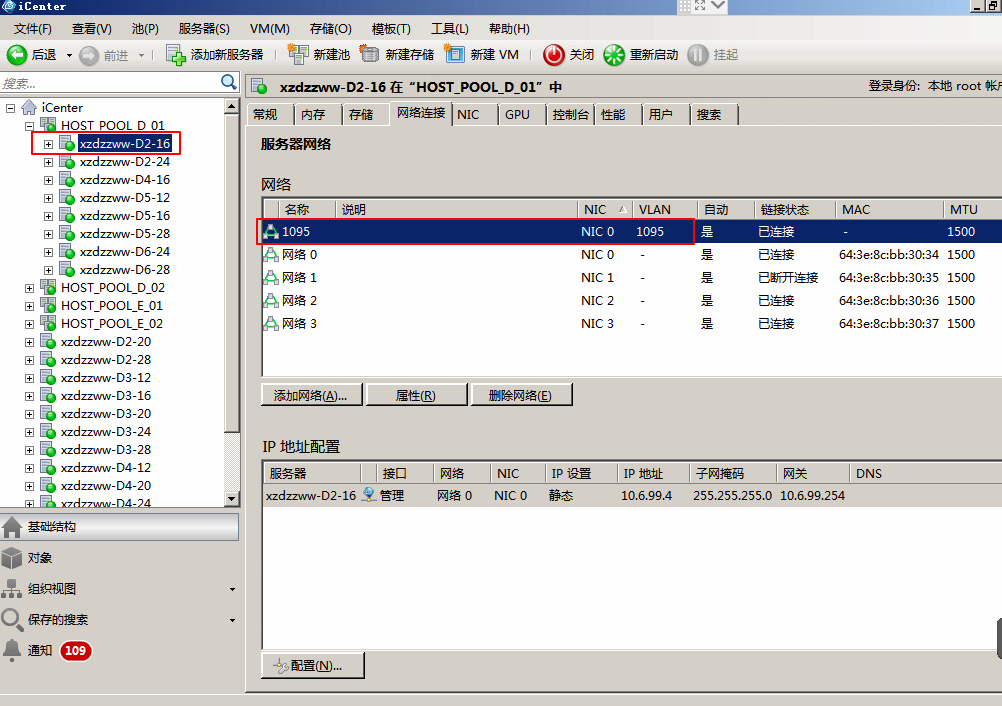 iCenter
文件(F) 查看(V) 池(P) 服务器(S) VM(M) 存储(O) 模板(T) 工具(L) 帮助(H)
后退 前进 添加新服务器 新建池 新建存储 新建 VM 关闭 重新启动 挂起
搜索...
iCenter
HOST_POOL_D_01
xzdzzww-D2-16
xzdzzww-D2-24
xzdzzww-D4-16
xzdzzww-D5-12
xzdzzww-D5-16
xzdzzww-D5-28
xzdzzww-D6-24
xzdzzww-D6-28
HOST_POOL_D_02
HOST_POOL_E_01
HOST_POOL_E_02
xzdzzww-D2-20
xzdzzww-D2-28
xzdzzww-D3-12
xzdzzww-D3-16
xzdzzww-D3-20
xzdzzww-D3-24
xzdzzww-D3-28
xzdzzww-D4-12
xzdzzww-D4-20
xzdzzww-D4-24
基础结构
对象
组织视图
保存的搜索
通知 109
xzdzzww-D2-16 在 “HOST_POOL_D_01” 中 登录身份: 本地 root 帐户
常规 内存 存储 网络连接 NIC GPU 控制台 性能 用户 搜索
服务器网络
网络
名称 说明 NIC VLAN 自动 链接状态 MAC MTU
1095 NIC 0 1095 是 已连接 - 1500
网络 0 NIC 0 - 是 已连接 64:3e:8c:bb:30:34 1500
网络 1 NIC 1 - 是 已断开连接 64:3e:8c:bb:30:35 1500
网络 2 NIC 2 - 是 已连接 64:3e:8c:bb:30:36 1500
网络 3 NIC 3 - 是 已连接 64:3e:8c:bb:30:37 1500
添加网络(A)... 属性(R) 删除网络(E)
IP 地址配置
服务器 接口 网络 NIC IP 设置 IP 地址 子网掩码 网关 DNS
xzdzzww-D2-16 管理 网络 0 NIC 0 静态 10.6.99.4 255.255.255.0 10.6.99.254
配置(N)...